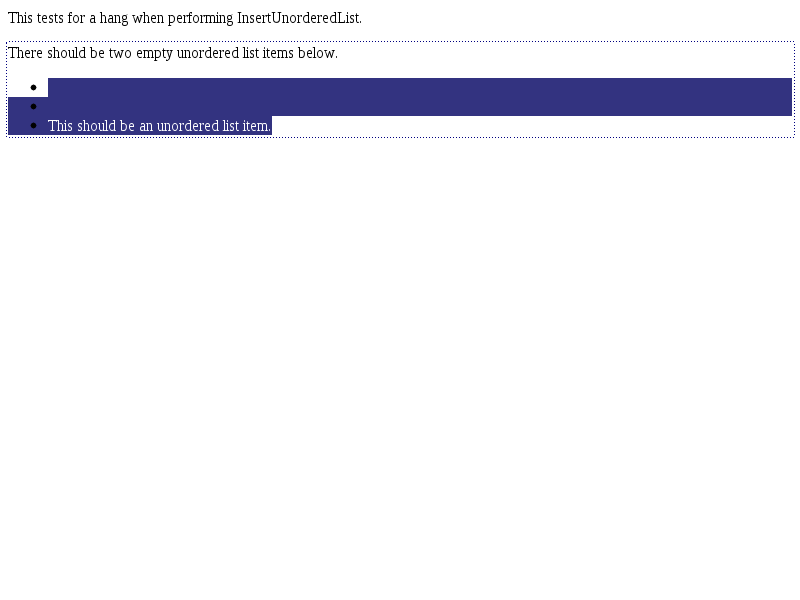 This tests for a hang when performing InsertUnorderedList.
There should be two empty unordered list items below.
•
•
• This should be an unordered list item.